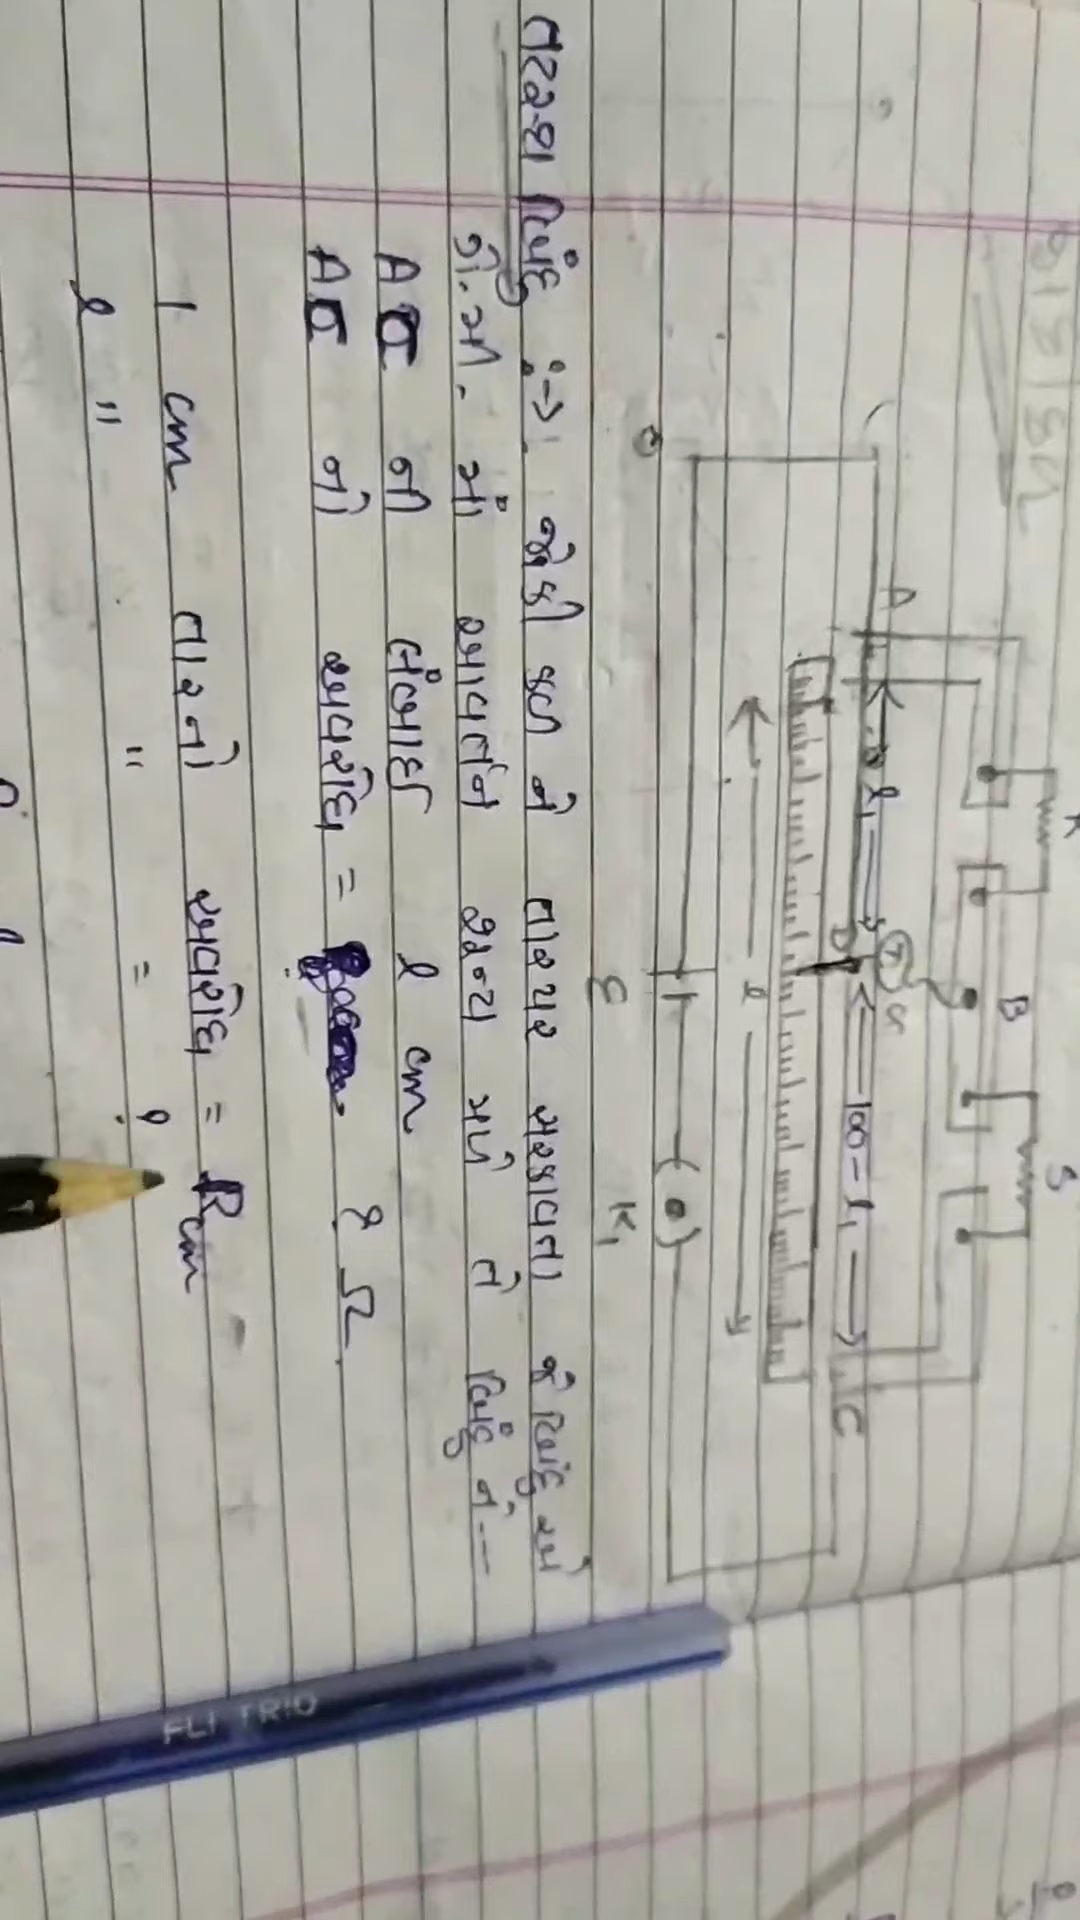 R
S
B
A
G
D
C
l₁
100-l₁
l
E
K₁
તટસ્થ બિંદુ :→ જોકી કળ ને તારપર સરકાવતા જે બિંદુ એ
ગે.મી. માં આવર્તન શૂન્ય મળે તે બિંદુ ને---
AC ની લંબાઈ l cm
AC નો અવરોધ = ? Ω
1 cm તારનો અવરોધ = Rcm
l " " = ?
FLI TRIO